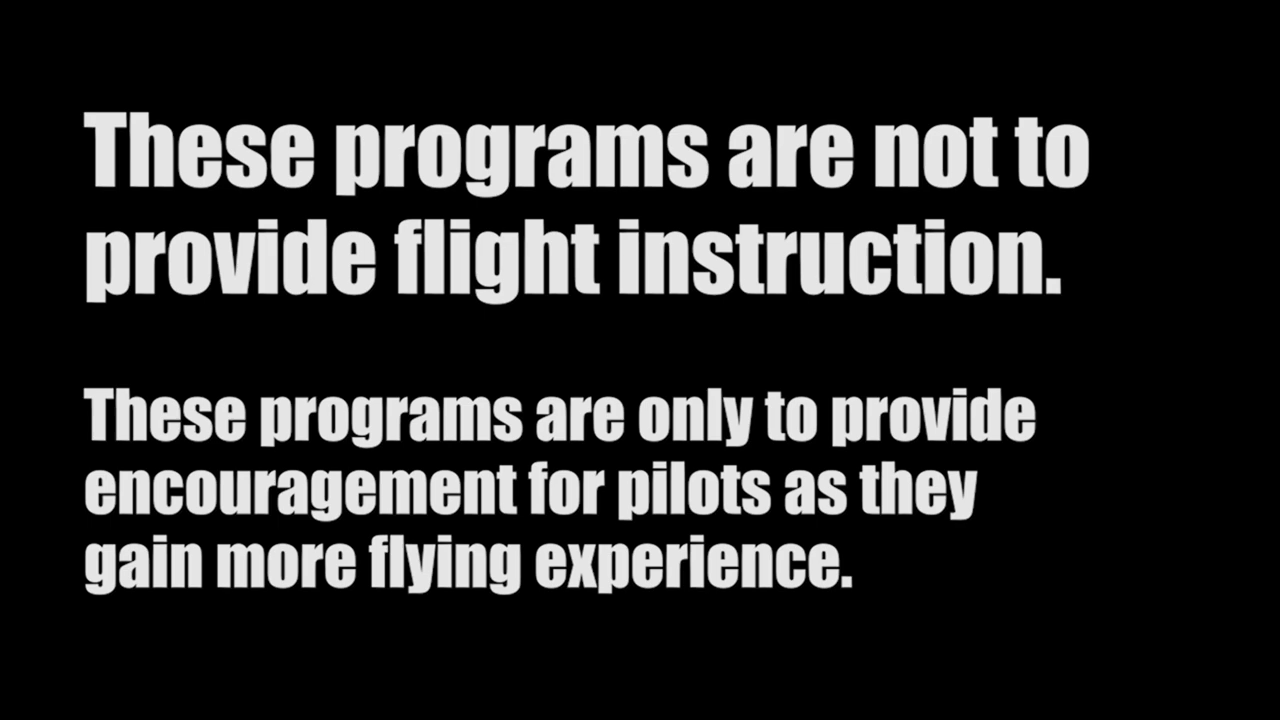 These programs are not to
provide flight instruction.
These programs are only to provide
encouragement for pilots as they
gain more flying experience.